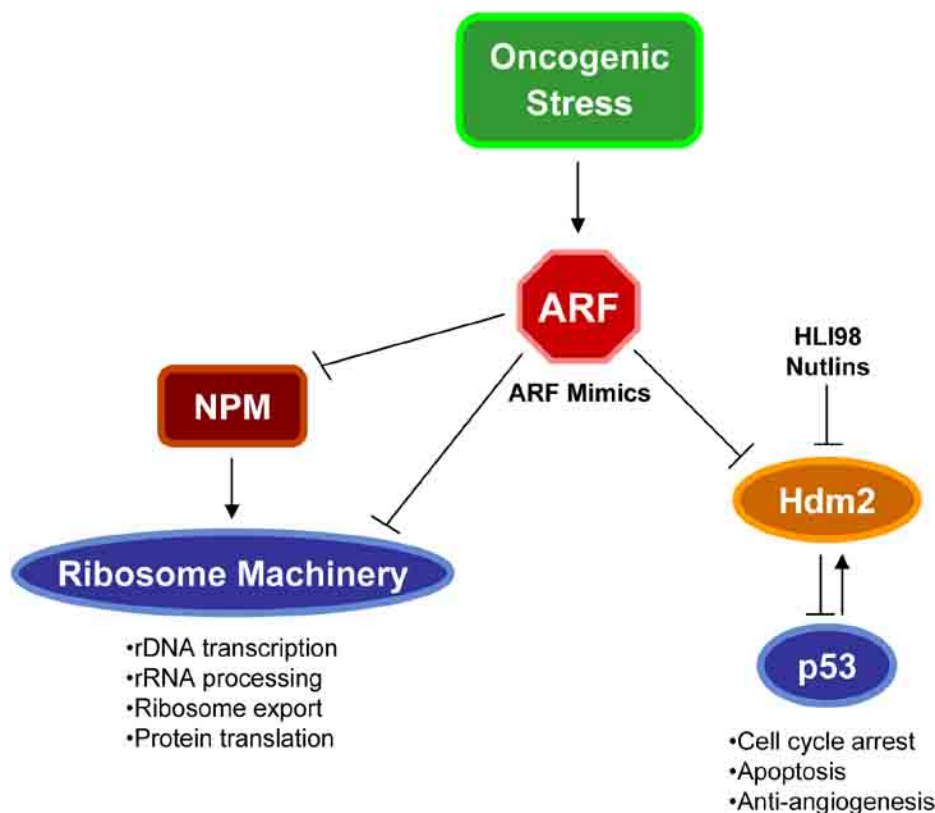 Oncogenic
Stress
ARF
ARF Mimics
HLI98
Nutlins
NPM
Hdm2
Ribosome Machinery
•rDNA transcription
•rRNA processing
•Ribosome export
•Protein translation
p53
•Cell cycle arrest
•Apoptosis
•Anti-angiogenesis